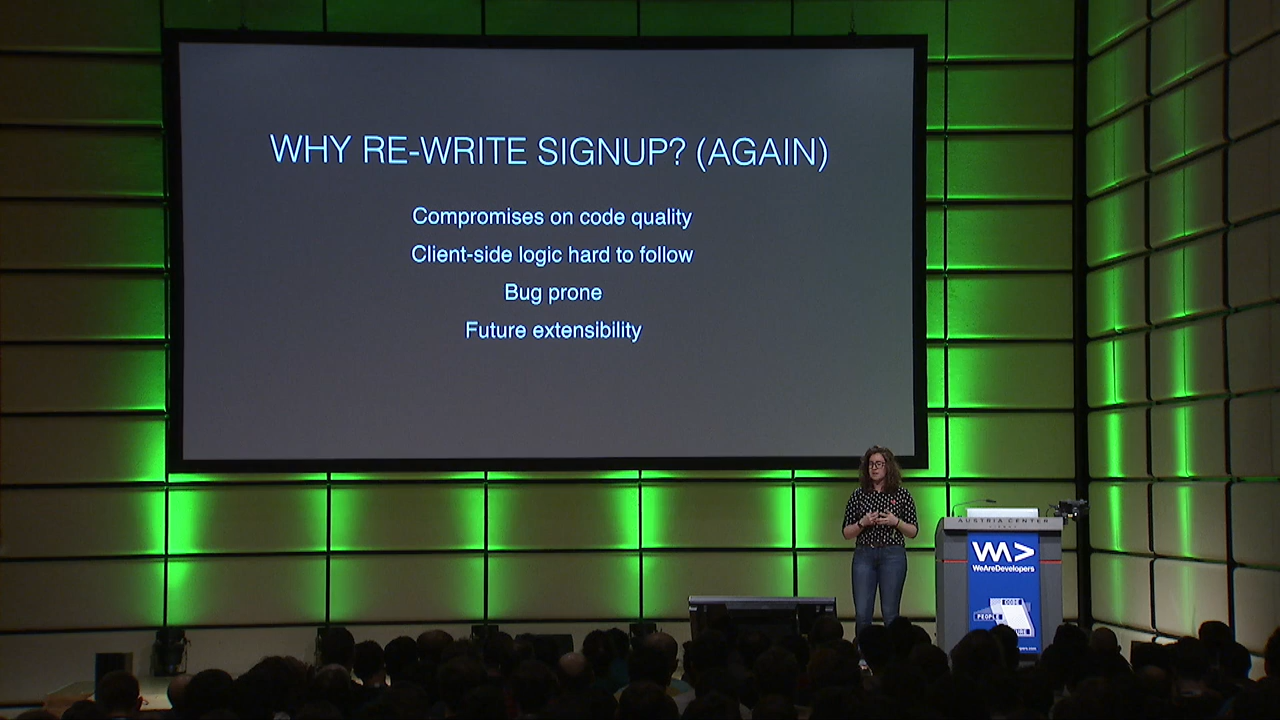 WHY RE-WRITE SIGNUP? (AGAIN)
Compromises on code quality
Client-side logic hard to follow
Bug prone
Future extensibility
AUSTRIA CENTER
WeAreDevelopers
CODE
PEOPLE